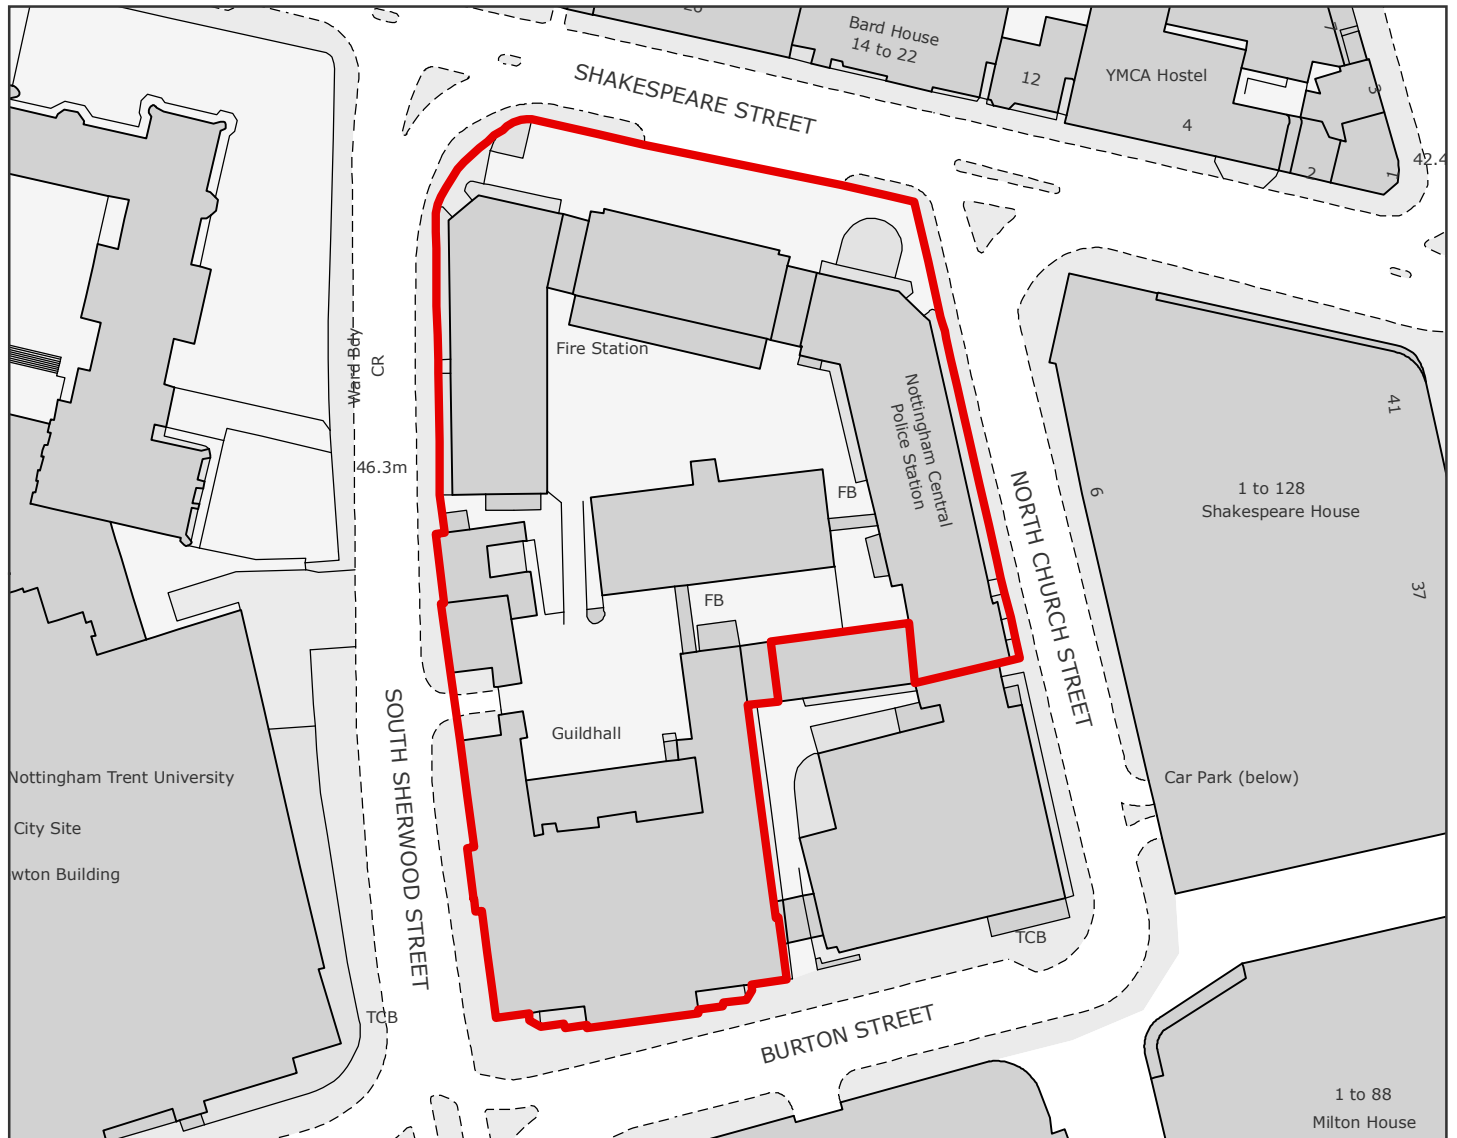 Bard House
14 to 22
12
YMCA Hostel
4
3
2
1
42.4
SHAKESPEARE STREET
Fire Station
Ward Bdy
CR
46.3m
Nottingham Central
Police Station
FB
FB
NORTH CHURCH STREET
6
1 to 128
Shakespeare House
41
37
Guildhall
SOUTH SHERWOOD STREET
Nottingham Trent University
City Site
wton Building
Car Park (below)
TCB
TCB
BURTON STREET
1 to 88
Milton House